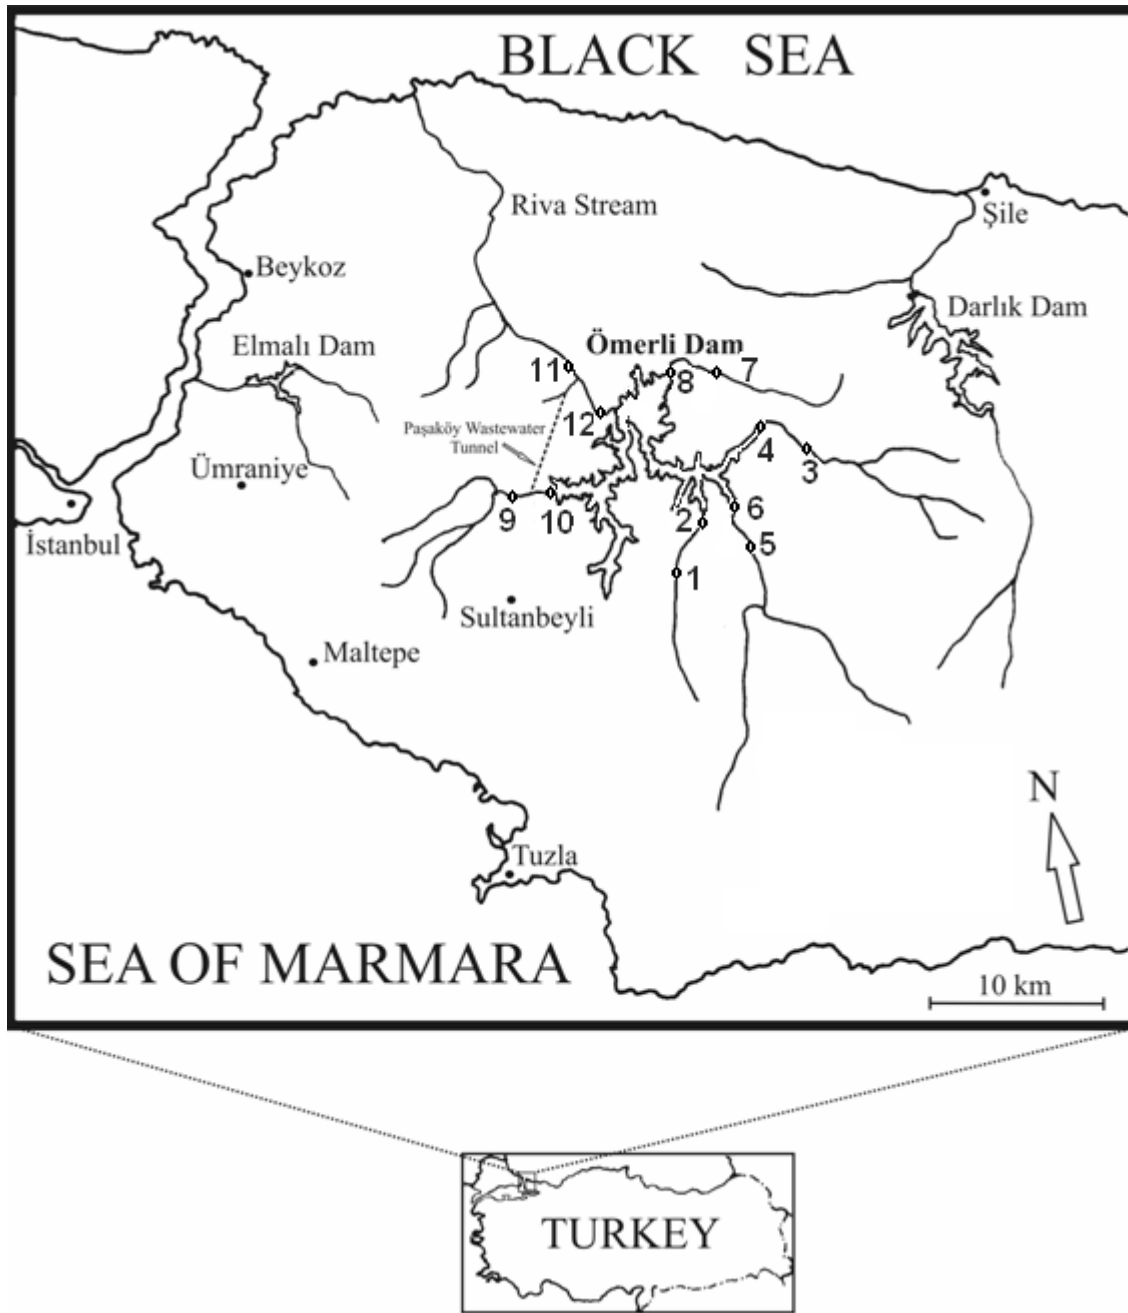 BLACK SEA
Riva Stream
Şile
Beykoz
Darlık Dam
Elmalı Dam
Ömerli Dam
11
8
7
12
Paşaköy Wastewater
Tunnel
4
3
Ümraniye
9
10
2
6
İstanbul
5
1
Sultanbeyli
Maltepe
N
Tuzla
SEA OF MARMARA
10 km
TURKEY